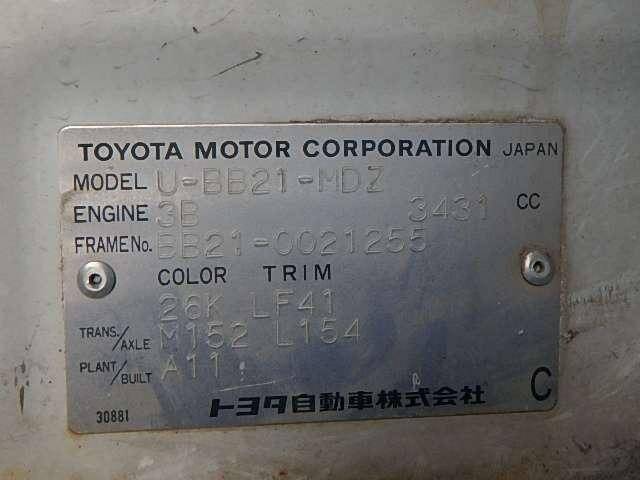 TOYOTA MOTOR CORPORATION JAPAN
MODEL U-BB21-MDZ
ENGINE 3B 3431 CC
FRAME No. BB21-0021255
COLOR TRIM
26K LF41
TRANS./AXLE M152 L154
PLANT/BUILT A11
30881 トヨタ自動車株式会社 C